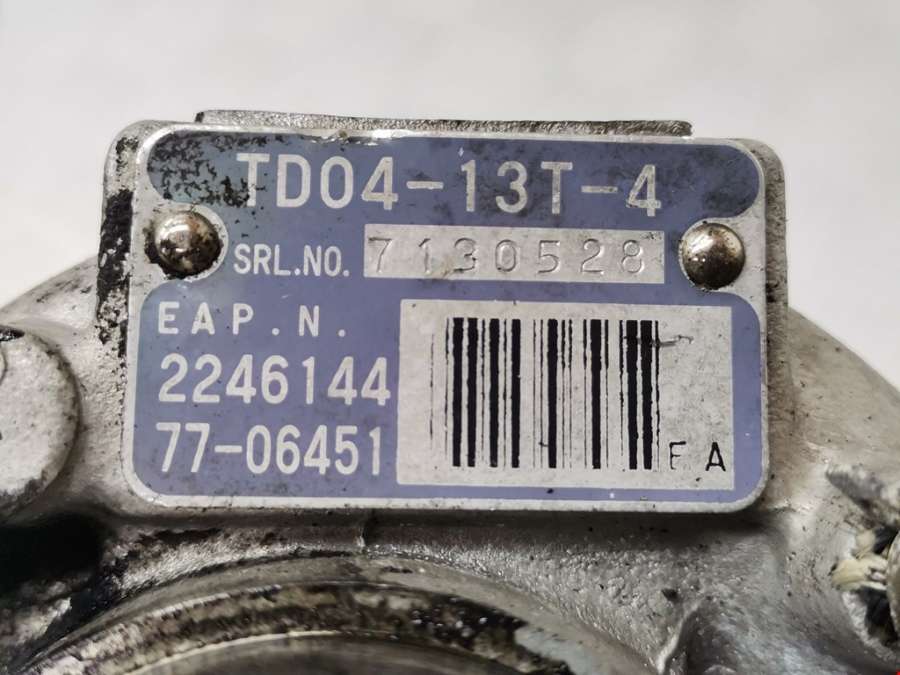 TD04-13T-4
SRL.NO. 7130528
EAP.N.
2246144
77-06451
EA